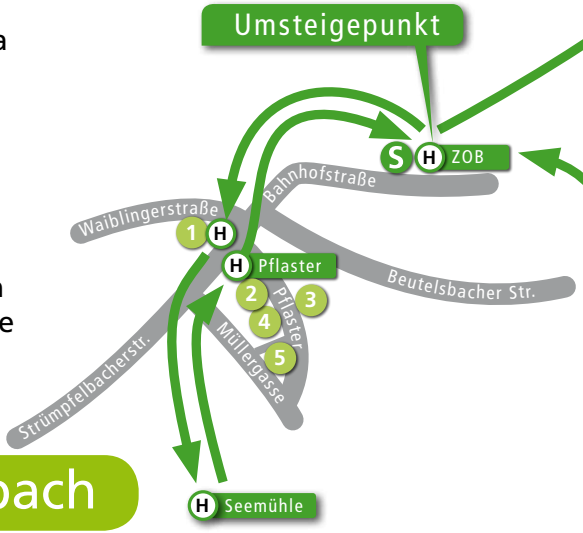 a
Umsteigepunkt
S H ZOB
Bahnhofstraße
Waiblingerstraße
1 H
H Pflaster
Beutelsbacher Str.
2
3
Pflaster
4
5
Müllergasse
Strümpfelbacherstr.
e
bach
H Seemühle